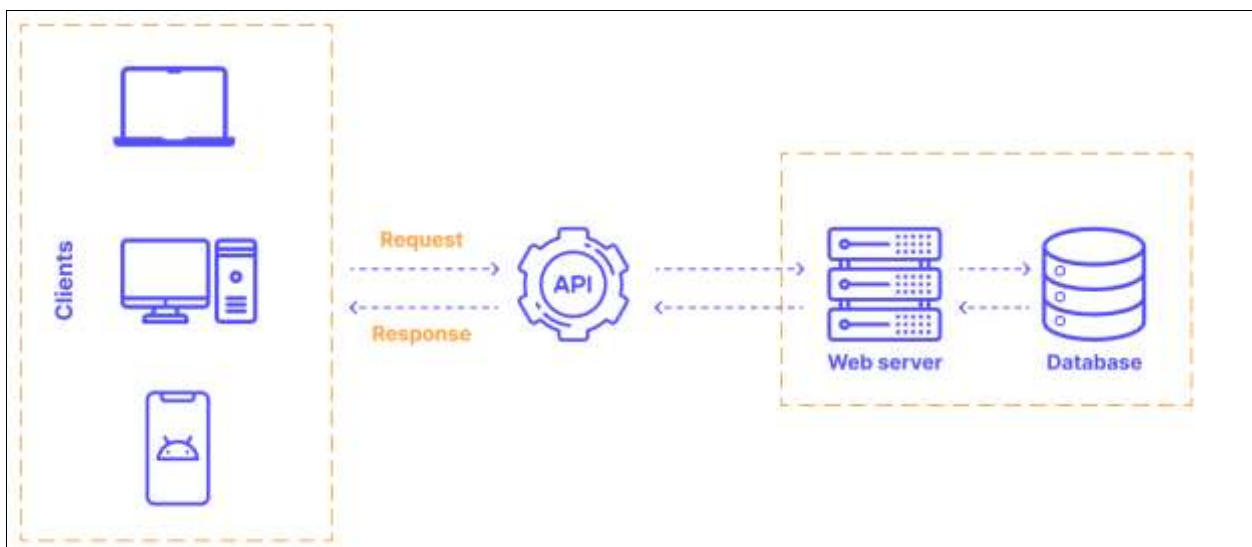 Clients
Request
Response
API
Web server
Database